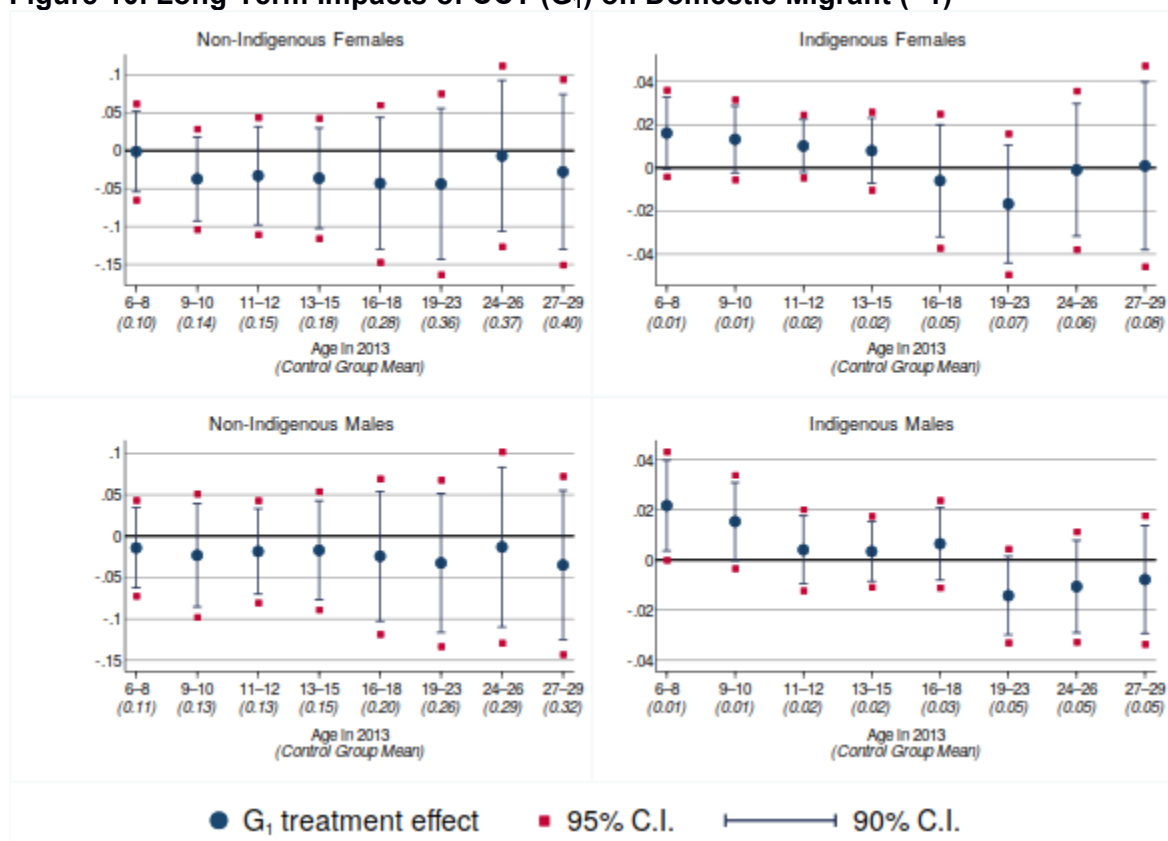 Long-Term Impacts of CCT (G₁) on Domestic Migrant
Non-Indigenous Females
.1
.05
0
-.05
-.1
-.15
6–8 9–10 11–12 13–15 16–18 19–23 24–26 27–29
(0.10) (0.14) (0.15) (0.18) (0.28) (0.36) (0.37) (0.40)
Age in 2013
(Control Group Mean)
Indigenous Females
.04
.02
0
-.02
-.04
6–8 9–10 11–12 13–15 16–18 19–23 24–26 27–29
(0.01) (0.01) (0.02) (0.02) (0.05) (0.07) (0.06) (0.08)
Age in 2013
(Control Group Mean)
Non-Indigenous Males
.1
.05
0
-.05
-.1
-.15
6–8 9–10 11–12 13–15 16–18 19–23 24–26 27–29
(0.11) (0.13) (0.13) (0.15) (0.20) (0.26) (0.29) (0.32)
Age in 2013
(Control Group Mean)
Indigenous Males
.04
.02
0
-.02
-.04
6–8 9–10 11–12 13–15 16–18 19–23 24–26 27–29
(0.01) (0.01) (0.02) (0.02) (0.03) (0.05) (0.05) (0.05)
Age in 2013
(Control Group Mean)
G₁ treatment effect 95% C.I. 90% C.I.